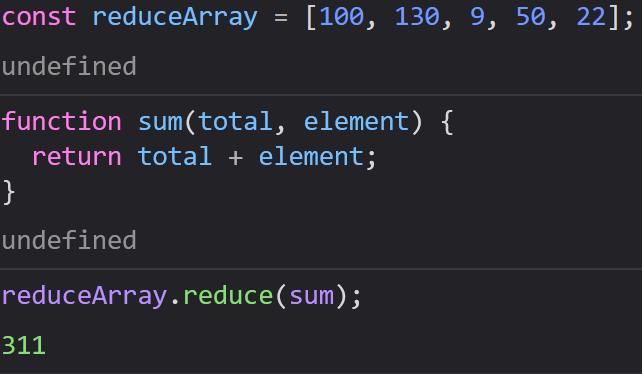 const reduceArray = [100, 130, 9, 50, 22];
undefined
function sum(total, element) {
  return total + element;
}
undefined
reduceArray.reduce(sum);
311